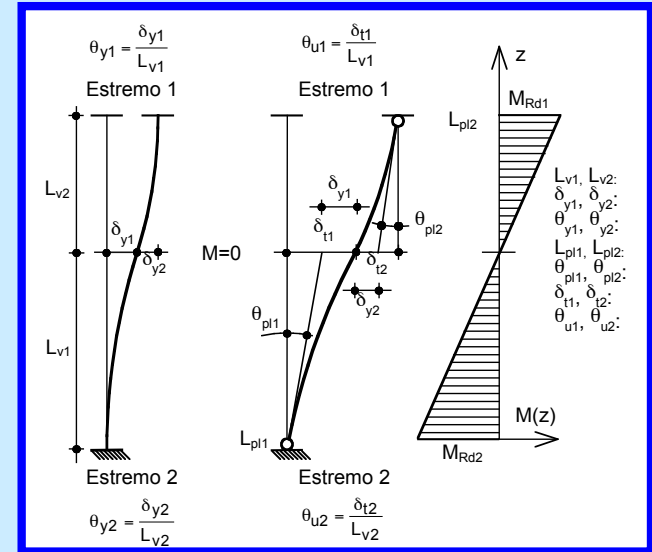 θy1 = δy1 / Lv1
Estremo 1
Lv2
δy1
δy2
Lv1
Estremo 2
θy2 = δy2 / Lv2
θu1 = δt1 / Lv1
Estremo 1
δy1
δt1
θpl2
M=0
δt2
δy2
θpl1
Lpl1
Estremo 2
θu2 = δt2 / Lv2
z
MRd1
Lpl2
M(z)
MRd2
Lv1, Lv2:
δy1, δy2:
θy1, θy2:
Lpl1, Lpl2:
θpl1, θpl2:
δt1, δt2:
θu1, θu2: